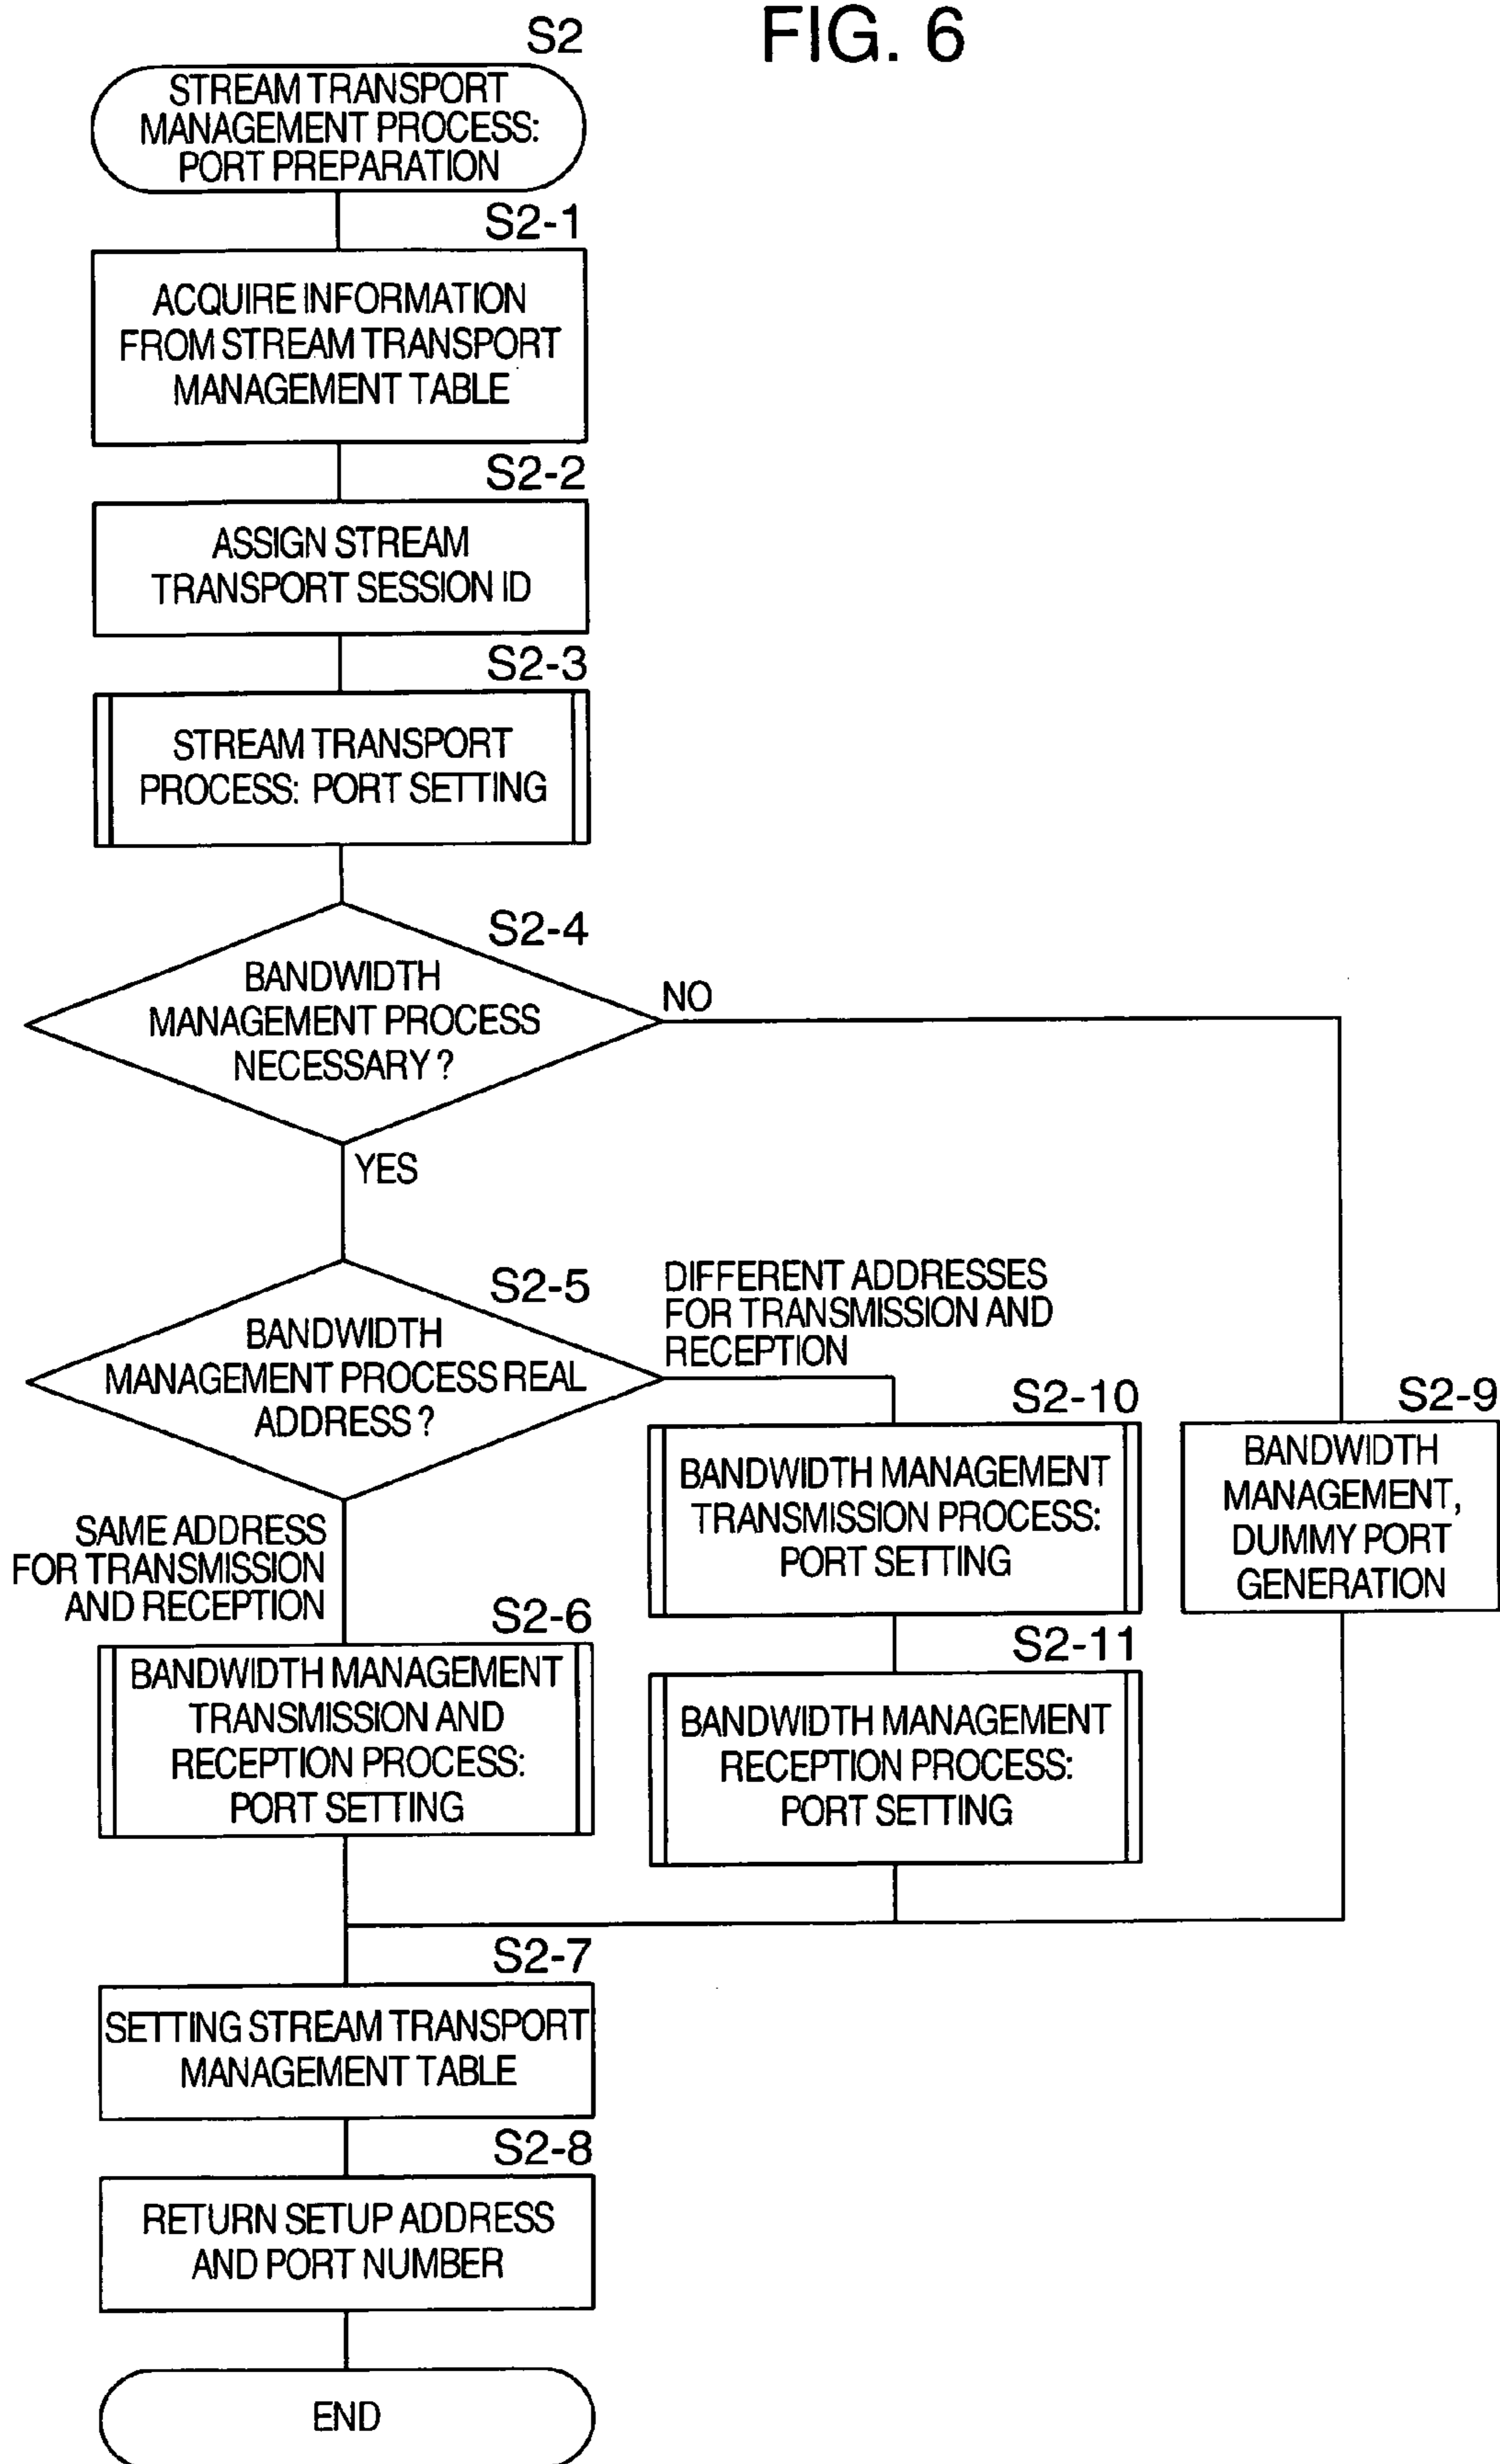 FIG. 6
S2
STREAM TRANSPORT
MANAGEMENT PROCESS:
PORT PREPARATION
S2-1
ACQUIRE INFORMATION
FROM STREAM TRANSPORT
MANAGEMENT TABLE
S2-2
ASSIGN STREAM
TRANSPORT SESSION ID
S2-3
STREAM TRANSPORT
PROCESS: PORT SETTING
S2-4
BANDWIDTH
MANAGEMENT PROCESS
NECESSARY?
NO
YES
S2-5
BANDWIDTH
MANAGEMENT PROCESS REAL
ADDRESS?
DIFFERENT ADDRESSES
FOR TRANSMISSION AND
RECEPTION
SAME ADDRESS
FOR TRANSMISSION
AND RECEPTION
S2-6
BANDWIDTH MANAGEMENT
TRANSMISSION AND
RECEPTION PROCESS:
PORT SETTING
S2-10
BANDWIDTH MANAGEMENT
TRANSMISSION PROCESS:
PORT SETTING
S2-11
BANDWIDTH MANAGEMENT
RECEPTION PROCESS:
PORT SETTING
S2-9
BANDWIDTH
MANAGEMENT,
DUMMY PORT
GENERATION
S2-7
SETTING STREAM TRANSPORT
MANAGEMENT TABLE
S2-8
RETURN SETUP ADDRESS
AND PORT NUMBER
END